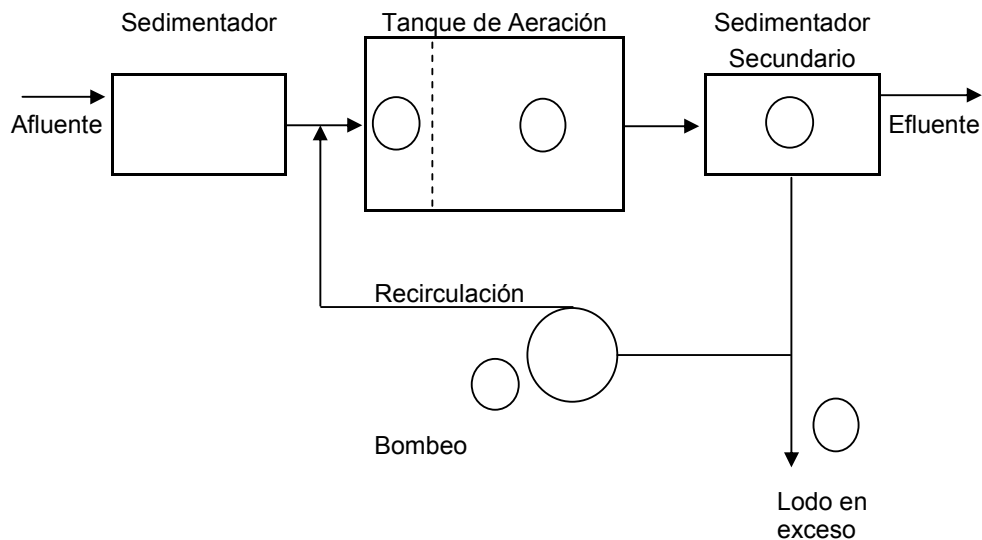 Sedimentador
Tanque de Aeración
Sedimentador
Secundario
Afluente
Efluente
Recirculación
Bombeo
Lodo en
exceso